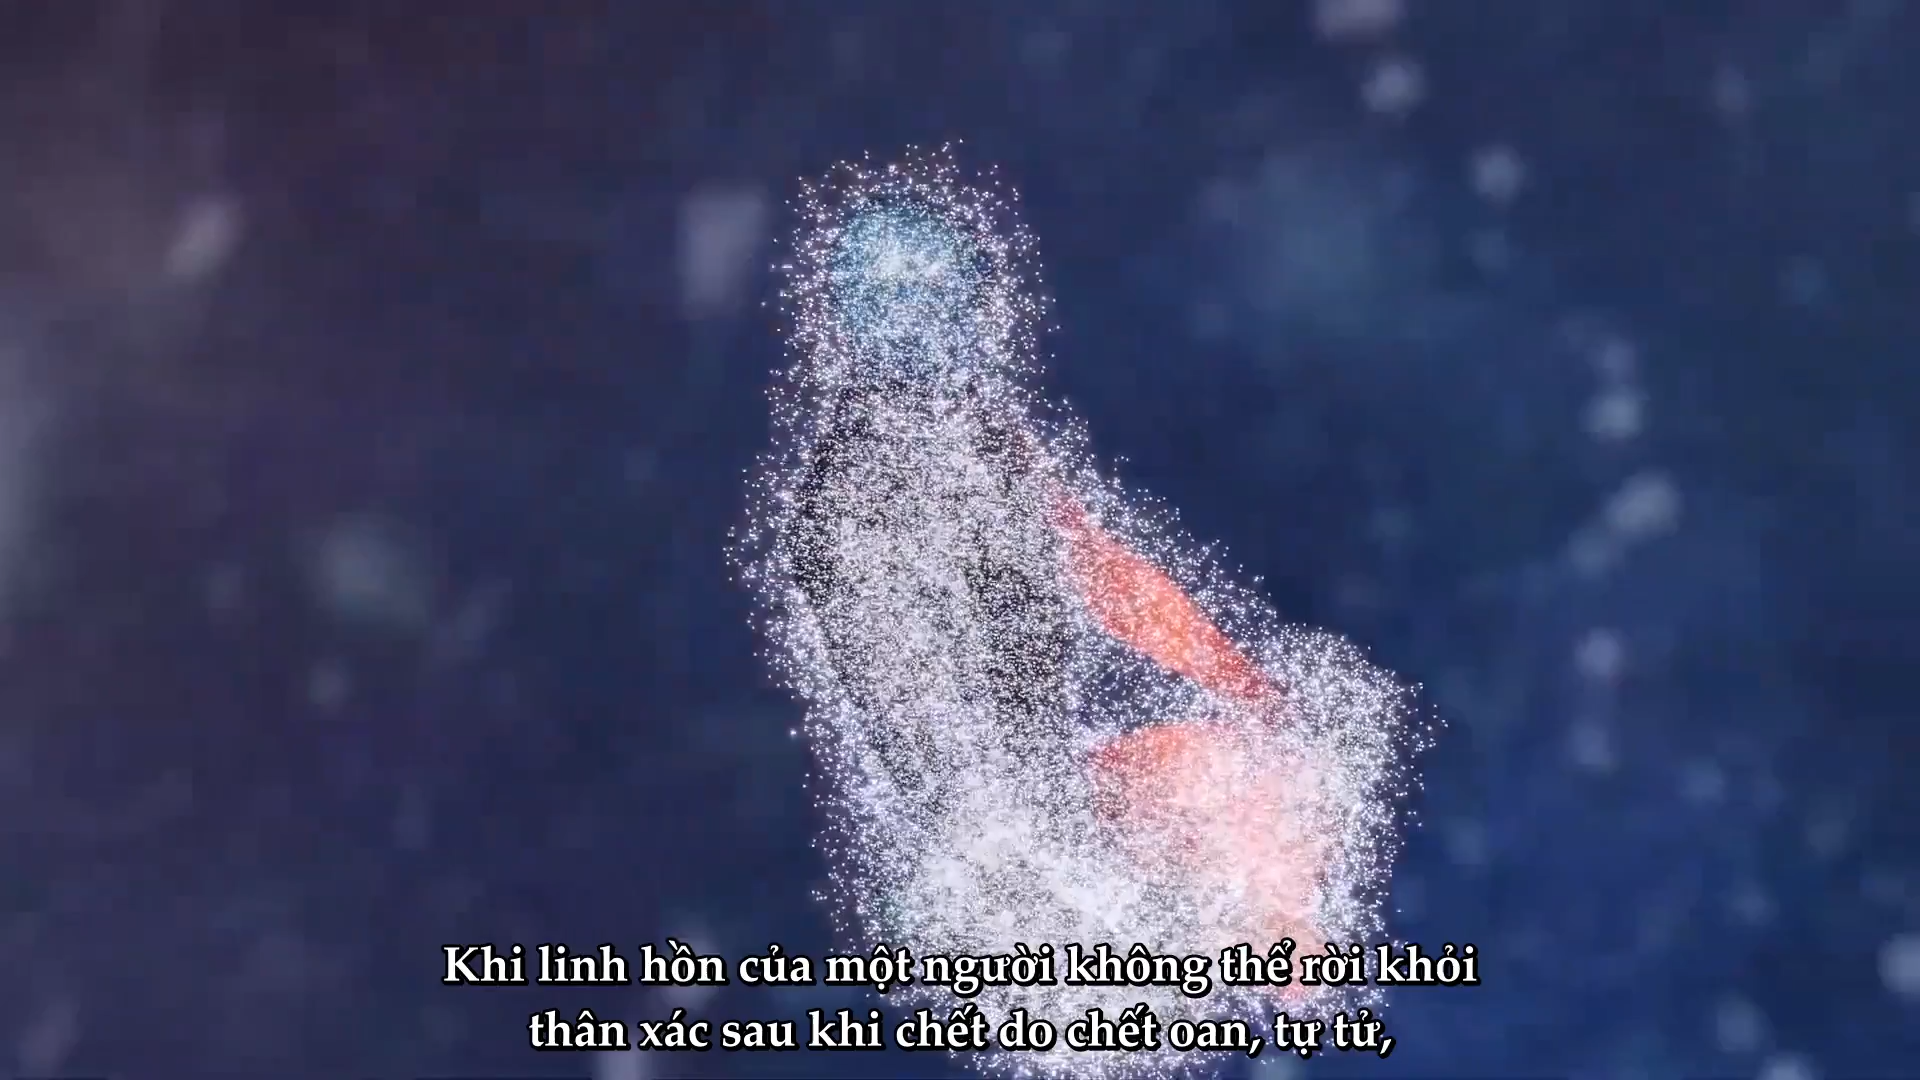 Khi linh hồn của một người không thể rời khỏi
thân xác sau khi chết do chết oan, tự tử,